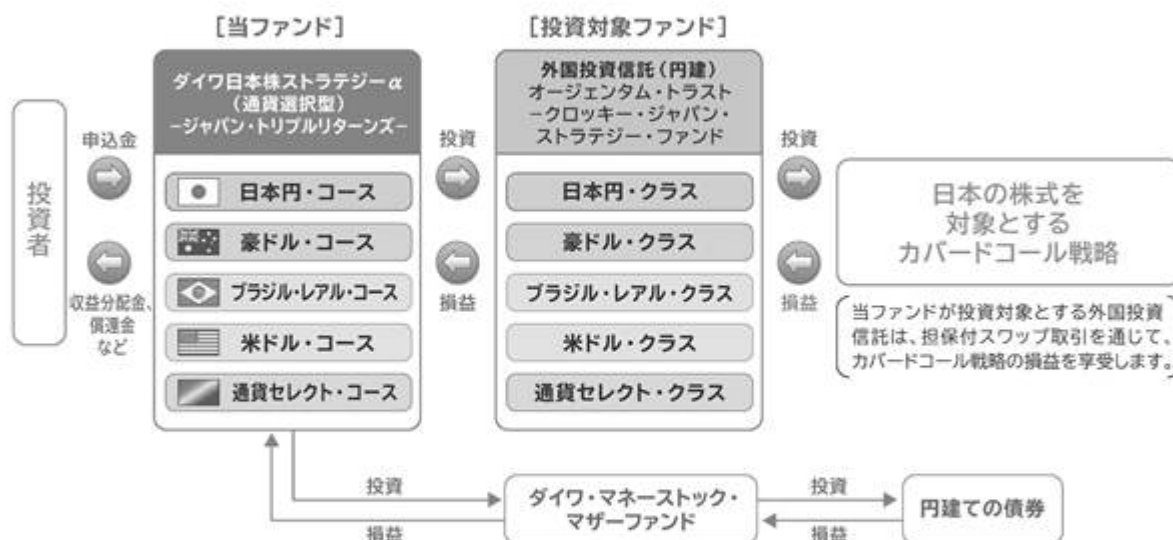 [当ファンド]
[投資対象ファンド]
投資者
申込金
収益分配金、
償還金
など
ダイワ日本株ストラテジーα
(通貨選択型)
－ジャパン・トリプルリターンズ－
日本円・コース
豪ドル・コース
ブラジル・レアル・コース
米ドル・コース
通貨セレクト・コース
投資
損益
外国投資信託(円建)
オージェンタム・トラスト
－クロッキー・ジャパン・
ストラテジー・ファンド
日本円・クラス
豪ドル・クラス
ブラジル・レアル・クラス
米ドル・クラス
通貨セレクト・クラス
投資
損益
日本の株式を
対象とする
カバードコール戦略
当ファンドが投資対象とする外国投資
信託は、担保付スワップ取引を通じて、
カバードコール戦略の損益を享受します。
投資
損益
ダイワ・マネーストック・
マザーファンド
投資
損益
円建ての債券